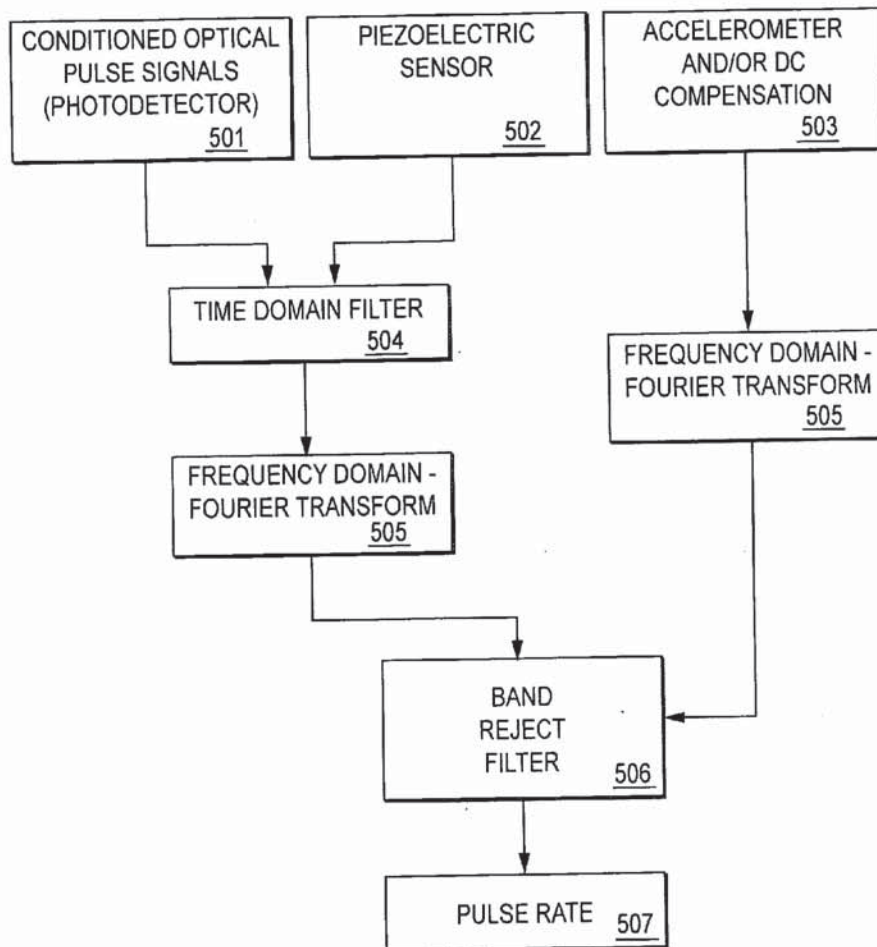 CONDITIONED OPTICAL
PULSE SIGNALS
(PHOTODETECTOR)
501
PIEZOELECTRIC
SENSOR
502
ACCELEROMETER
AND/OR DC
COMPENSATION
503
TIME DOMAIN FILTER
504
FREQUENCY DOMAIN -
FOURIER TRANSFORM
505
FREQUENCY DOMAIN -
FOURIER TRANSFORM
505
BAND
REJECT
FILTER
506
PULSE RATE
507